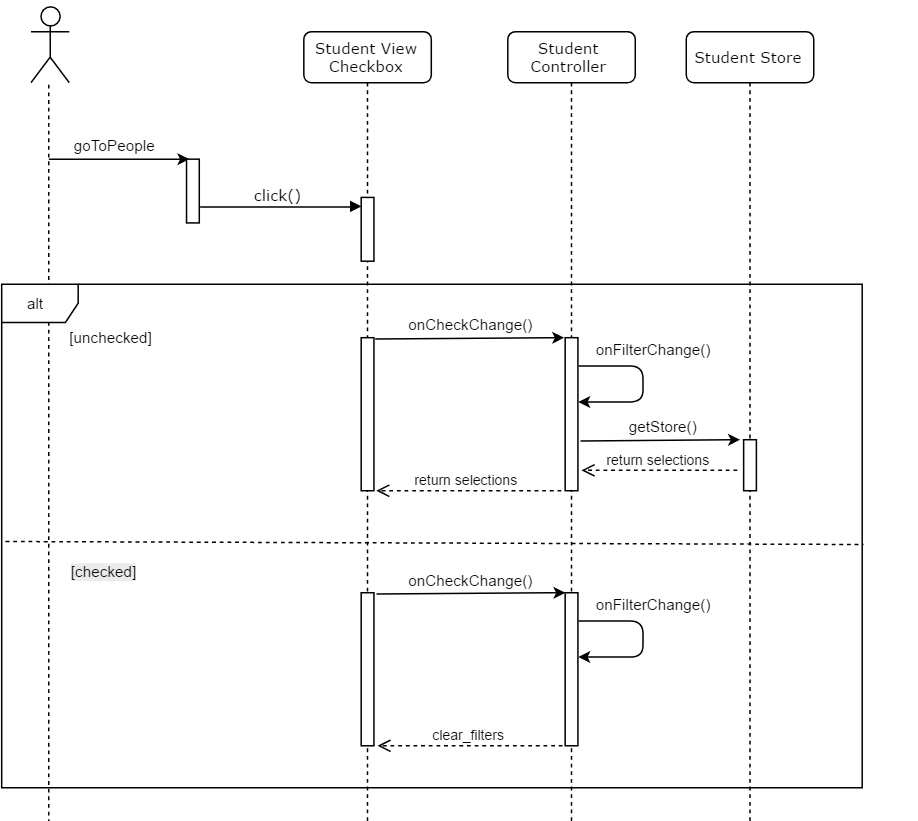 Student View
Checkbox
Student
Controller
Student Store
goToPeople
click()
alt
[unchecked]
onCheckChange()
onFilterChange()
getStore()
return selections
return selections
[checked]
onCheckChange()
onFilterChange()
clear_filters